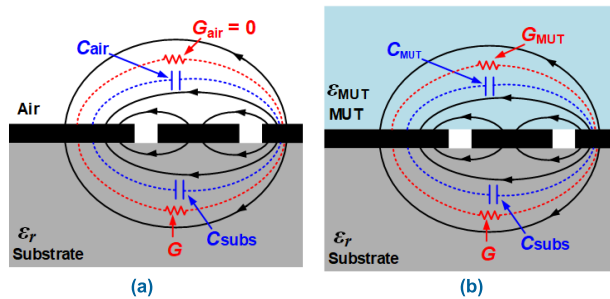 Gair = 0
Cair
Air
εr
Substrate
G
Csubs
(a)
GMUT
CMUT
εMUT
MUT
εr
Substrate
G
Csubs
(b)